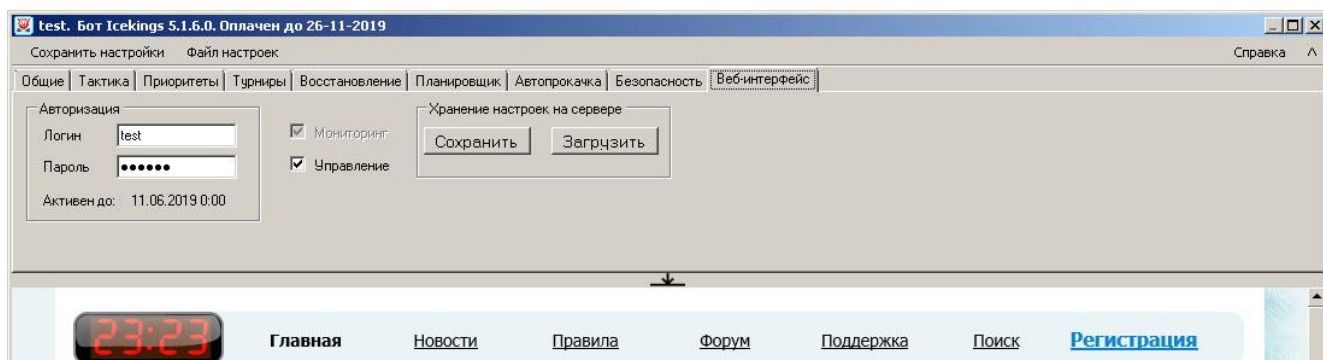 test. Бот Icekings 5.1.6.0. Оплачен до 26-11-2019
Сохранить настройки Файл настроек Справка
Общие Тактика Приоритеты Турниры Восстановление Планировщик Автопрокачка Безопасность Веб-интерфейс
Авторизация Хранение настроек на сервере
Логин test Мониторинг Сохранить Загрузить
Пароль •••••• Управление
Активен до: 11.06.2019 0:00
23:23 Главная Новости Правила Форум Поддержка Поиск Регистрация